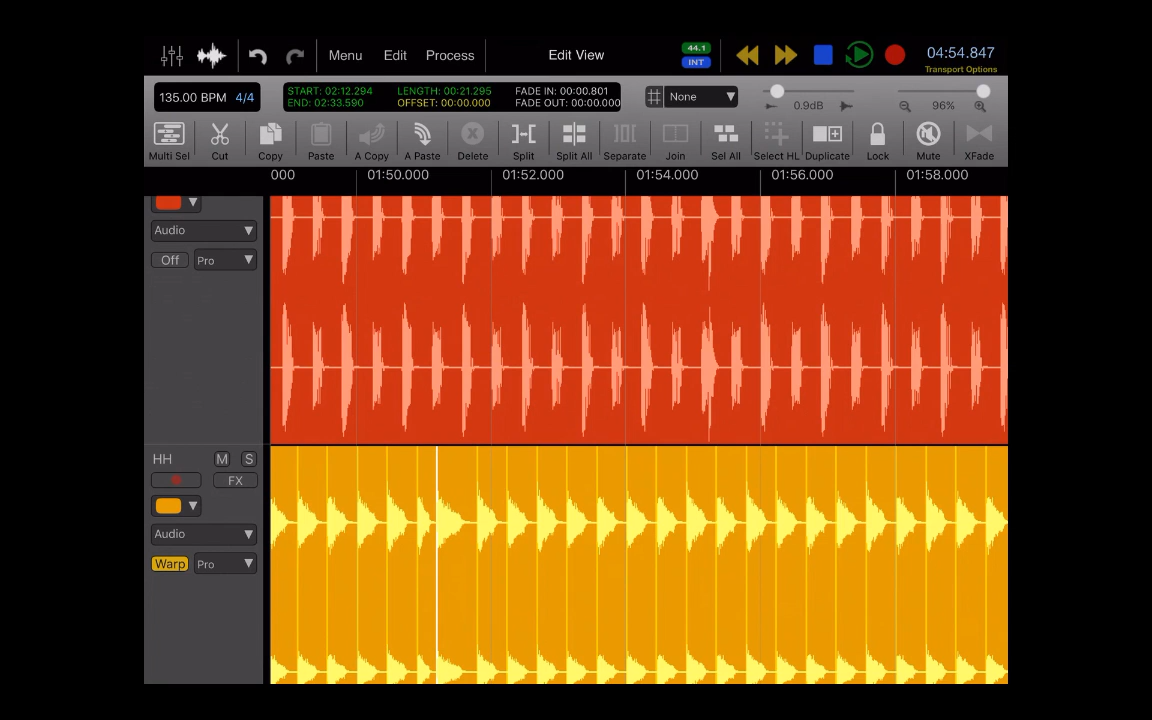 Menu Edit Process Edit View 44.1 INT 04:54.847
Transport Options
135.00 BPM 4/4 START: 02:12.294 LENGTH: 00:21.295 FADE IN: 00:00.801 None
END: 02:33.590 OFFSET: 00:00.000 FADE OUT: 00:00.000 0.9dB 96%
Multi Sel Cut Copy Paste A Copy A Paste Delete Split Split All Separate Join Sel All Select HL Duplicate Lock Mute XFade
000 01:50.000 01:52.000 01:54.000 01:56.000 01:58.000
Audio
Off Pro
HH M S
FX
Audio
Warp Pro